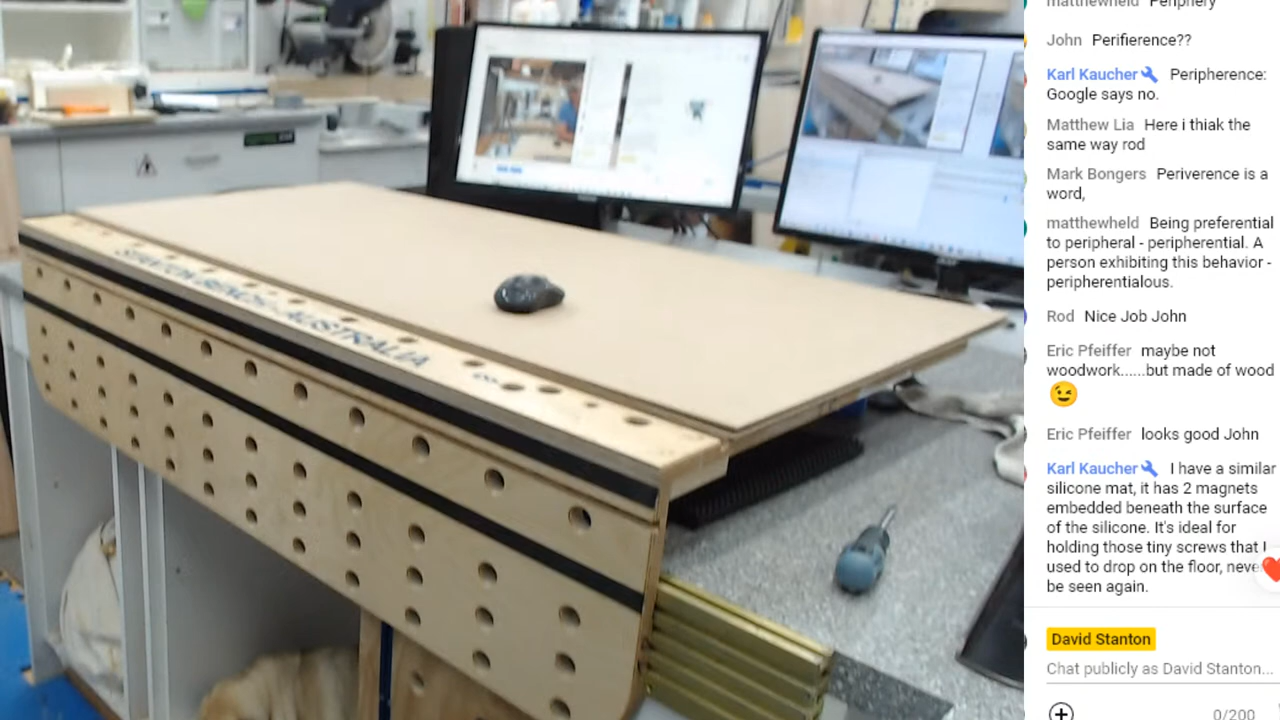 matthewheld Periphery
John Perifierence??
Karl Kaucher Peripherence:
Google says no.
Matthew Lia Here i thiak the
same way rod
Mark Bongers Periverence is a
word,
matthewheld Being preferential
to peripheral - peripherential. A
person exhibiting this behavior -
peripherentialous.
Rod Nice Job John
Eric Pfeiffer maybe not
woodwork......but made of wood
😉
Eric Pfeiffer looks good John
Karl Kaucher I have a similar
silicone mat, it has 2 magnets
embedded beneath the surface
of the silicone. It's ideal for
holding those tiny screws that I
used to drop on the floor, neve
be seen again.
David Stanton
Chat publicly as David Stanton...
0/200
AUSTRALIA